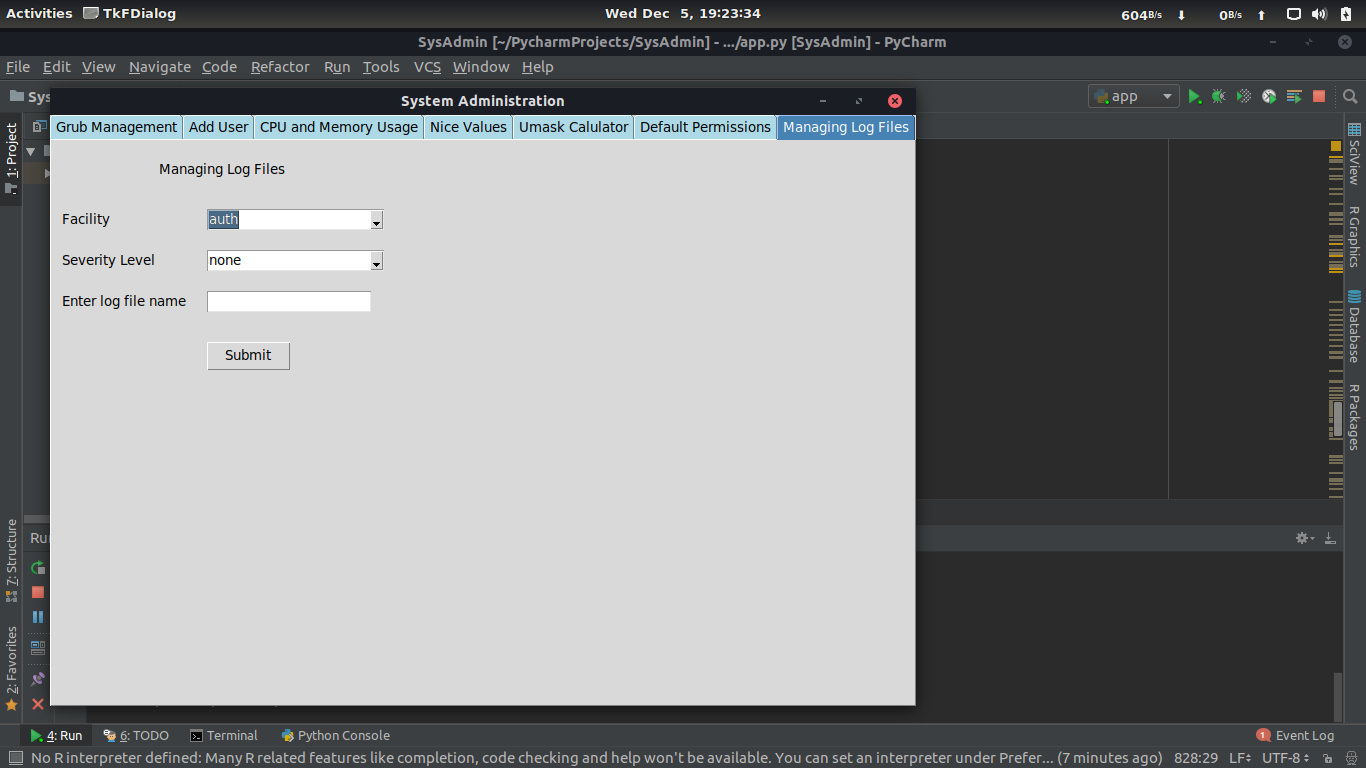 Activities TkFDialog Wed Dec 5, 19:23:34 604B/s 0B/s
SysAdmin [~/PycharmProjects/SysAdmin] - .../app.py [SysAdmin] - PyCharm
File Edit View Navigate Code Refactor Run Tools VCS Window Help
Sys
app
System Administration
Grub Management Add User CPU and Memory Usage Nice Values Umask Calulator Default Permissions Managing Log Files
Managing Log Files
Facility auth
Severity Level none
Enter log file name
Submit
1: Project
7: Structure
2: Favorites
SciView
R Graphics
Database
R Packages
Ru
4: Run 6: TODO Terminal Python Console 1 Event Log
No R interpreter defined: Many R related features like completion, code checking and help won't be available. You can set an interpreter under Prefer... (7 minutes ago) 828:29 LF UTF-8